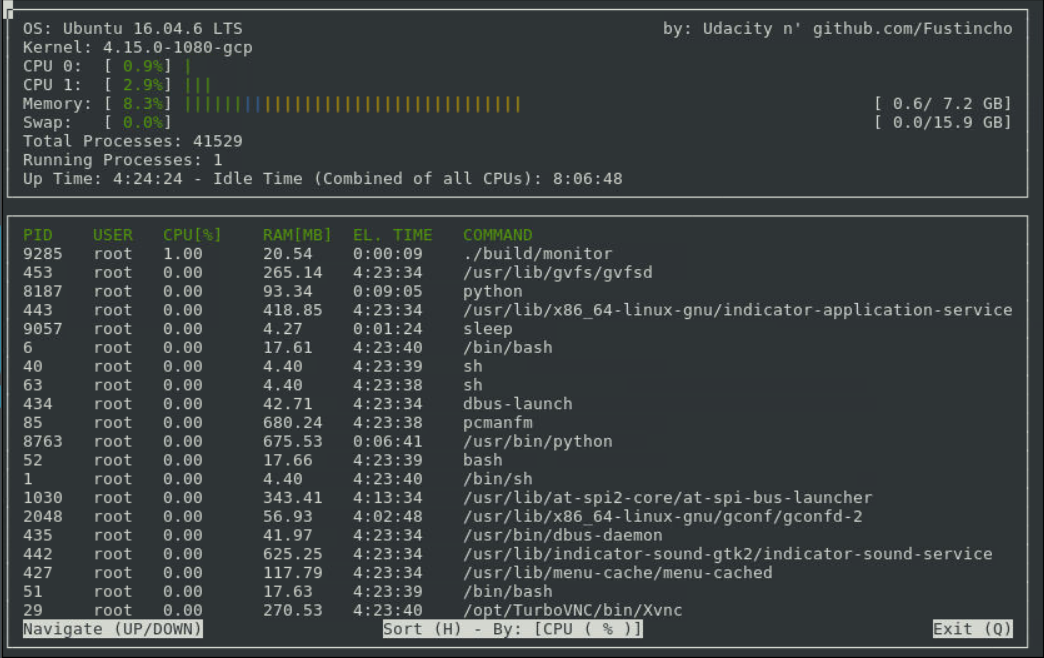 OS: Ubuntu 16.04.6 LTS by: Udacity n' github.com/Fustincho
Kernel: 4.15.0-1080-gcp
CPU 0: [ 0.9%] |
CPU 1: [ 2.9%] |||
Memory: [ 8.3%] |||||||||||||||||||||||||||||||||| [ 0.6/ 7.2 GB]
Swap: [ 0.0%] [ 0.0/15.9 GB]
Total Processes: 41529
Running Processes: 1
Up Time: 4:24:24 - Idle Time (Combined of all CPUs): 8:06:48
PID USER CPU[%] RAM[MB] EL. TIME COMMAND
9285 root 1.00 20.54 0:00:09 ./build/monitor
453 root 0.00 265.14 4:23:34 /usr/lib/gvfs/gvfsd
8187 root 0.00 93.34 0:09:05 python
443 root 0.00 418.85 4:23:34 /usr/lib/x86_64-linux-gnu/indicator-application-service
9057 root 0.00 4.27 0:01:24 sleep
6 root 0.00 17.61 4:23:40 /bin/bash
40 root 0.00 4.40 4:23:39 sh
63 root 0.00 4.40 4:23:38 sh
434 root 0.00 42.71 4:23:34 dbus-launch
85 root 0.00 680.24 4:23:38 pcmanfm
8763 root 0.00 675.53 0:06:41 /usr/bin/python
52 root 0.00 17.66 4:23:39 bash
1 root 0.00 4.40 4:23:40 /bin/sh
1030 root 0.00 343.41 4:13:34 /usr/lib/at-spi2-core/at-spi-bus-launcher
2048 root 0.00 56.93 4:02:48 /usr/lib/x86_64-linux-gnu/gconf/gconfd-2
435 root 0.00 41.97 4:23:34 /usr/bin/dbus-daemon
442 root 0.00 625.25 4:23:34 /usr/lib/indicator-sound-gtk2/indicator-sound-service
427 root 0.00 117.79 4:23:34 /usr/lib/menu-cache/menu-cached
51 root 0.00 17.63 4:23:39 /bin/bash
29 root 0.00 270.53 4:23:40 /opt/TurboVNC/bin/Xvnc
Navigate (UP/DOWN) Sort (H) - By: [CPU ( % )] Exit (Q)